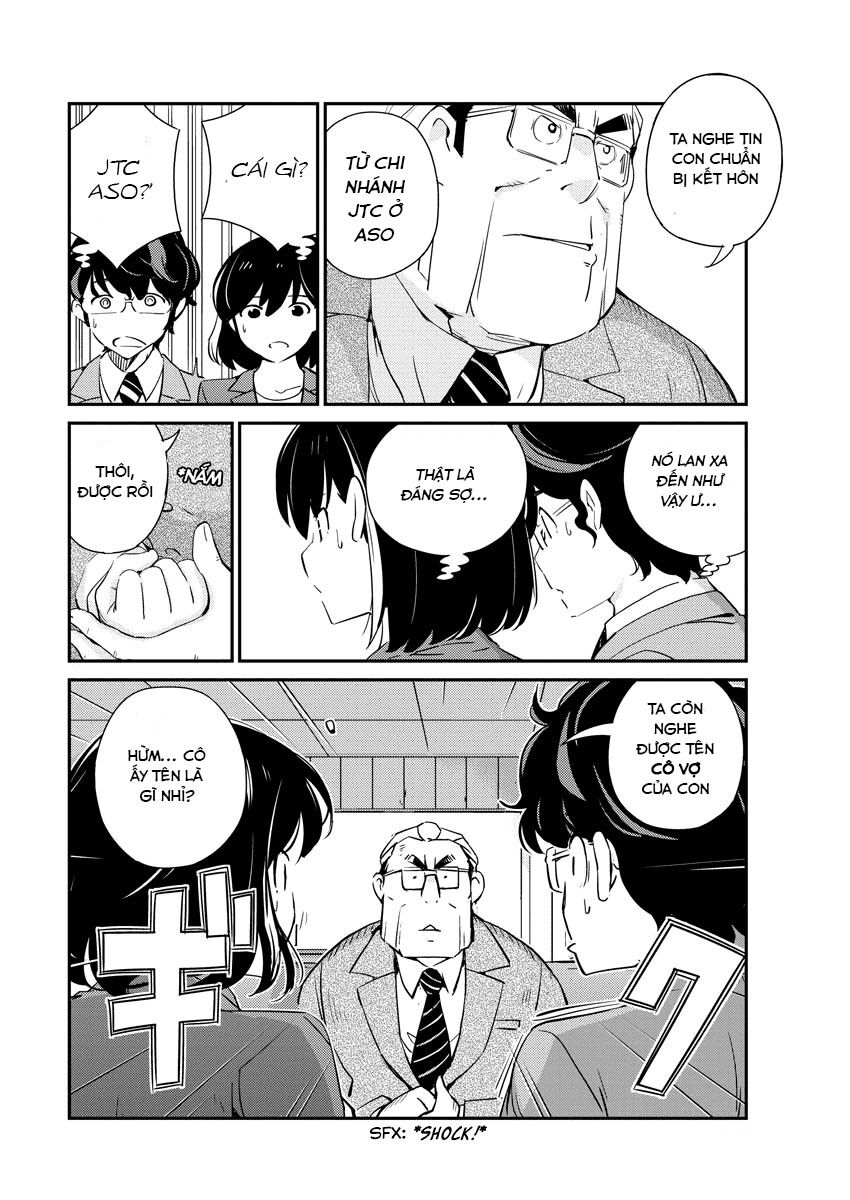 TA NGHE TIN
CON CHUẨN
BỊ KẾT HÔN
TỪ CHI
NHÁNH
JTC Ở
ASO
CÁI GÌ?
JTC
ASO?
NÓ LAN XA
ĐẾN NHƯ
VẬY Ư...
THẬT LÀ
ĐÁNG SỢ...
*NẮM
THÔI,
ĐƯỢC RỒI
TA CÒN
NGHE
ĐƯỢC TÊN
CÔ VỢ
CỦA CON
HỪM... CÔ
ẤY TÊN LÀ
GÌ NHỈ?
ギク
SFX: *SHOCK!*